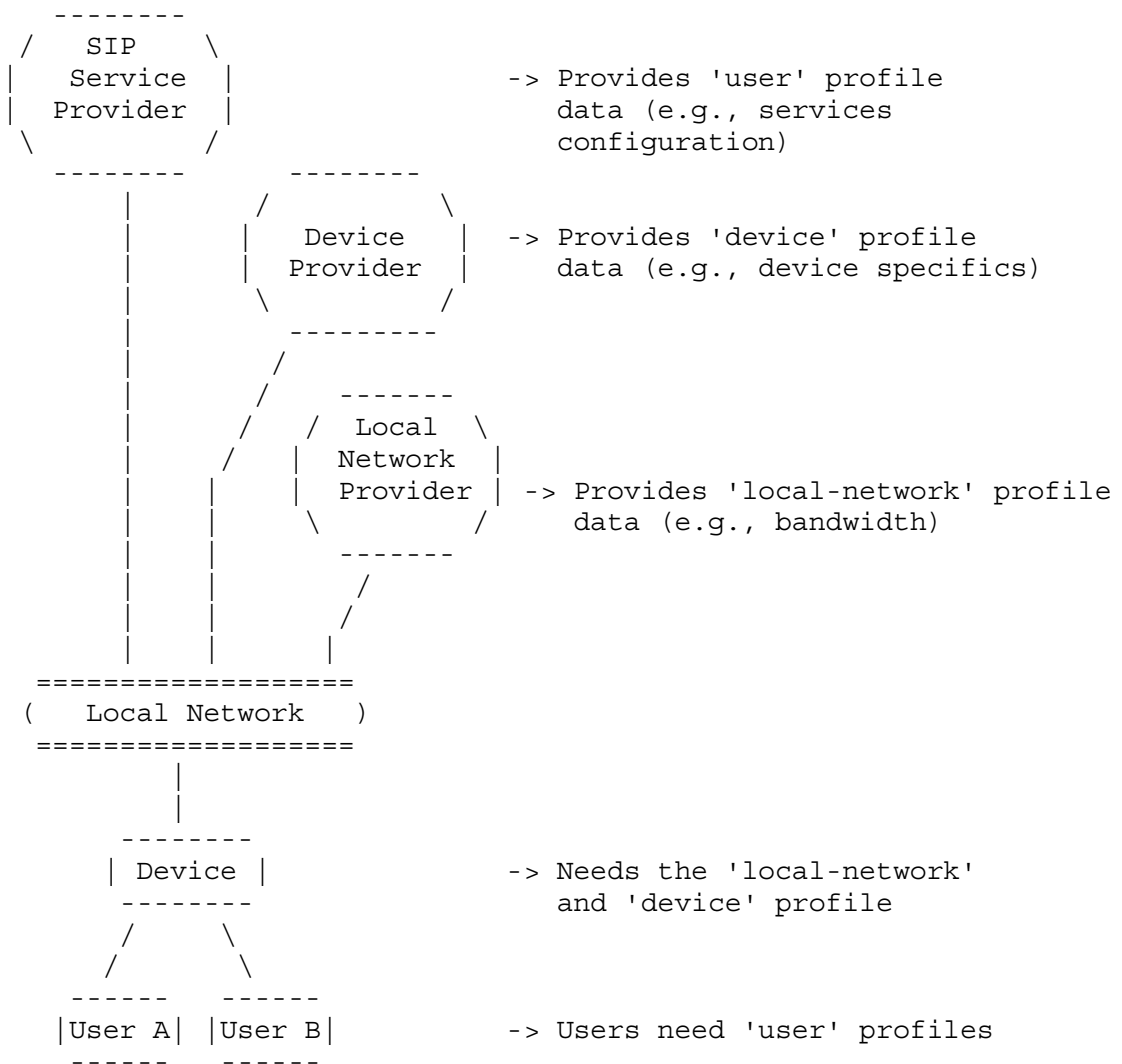 SIP
Service -> Provides 'user' profile
Provider data (e.g., services
configuration)
Device -> Provides 'device' profile
Provider data (e.g., device specifics)
Local
Network
Provider -> Provides 'local-network' profile
data (e.g., bandwidth)
Local Network
Device -> Needs the 'local-network'
and 'device' profile
User A User B -> Users need 'user' profiles